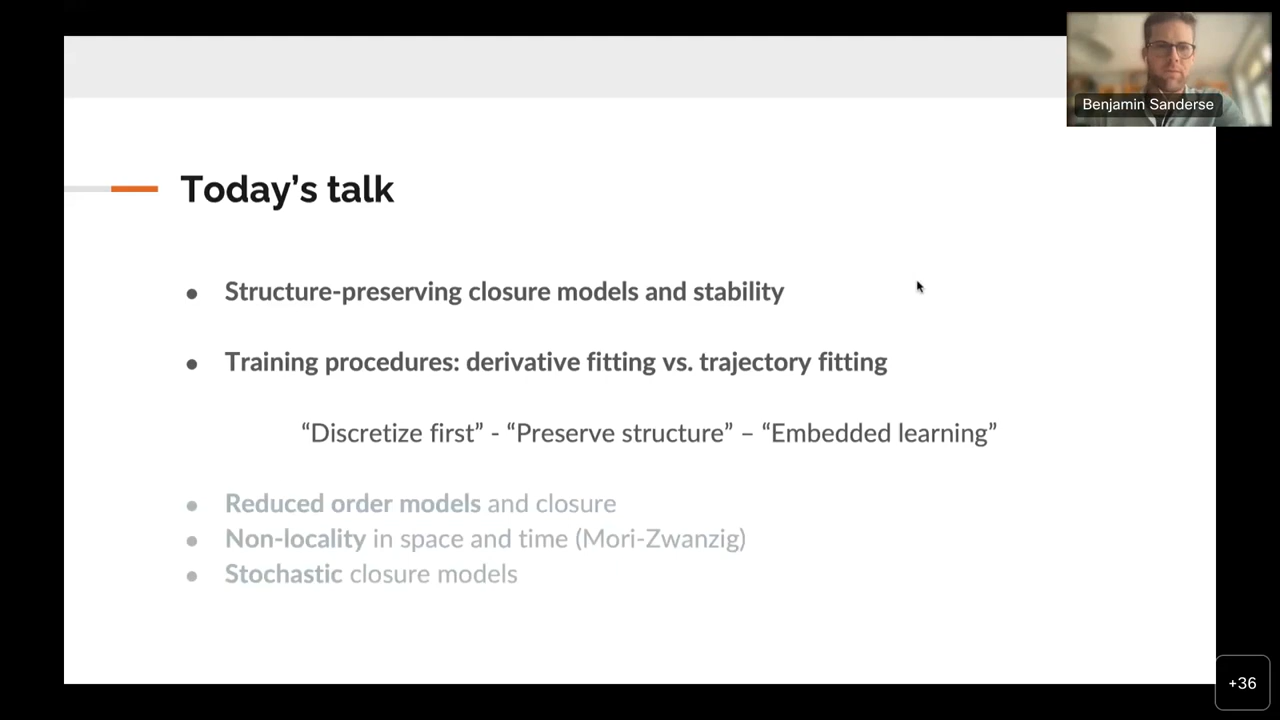 Benjamin Sanderse
Today’s talk
● Structure-preserving closure models and stability
● Training procedures: derivative fitting vs. trajectory fitting
“Discretize first” - “Preserve structure” – “Embedded learning”
● Reduced order models and closure
● Non-locality in space and time (Mori-Zwanzig)
● Stochastic closure models
+36